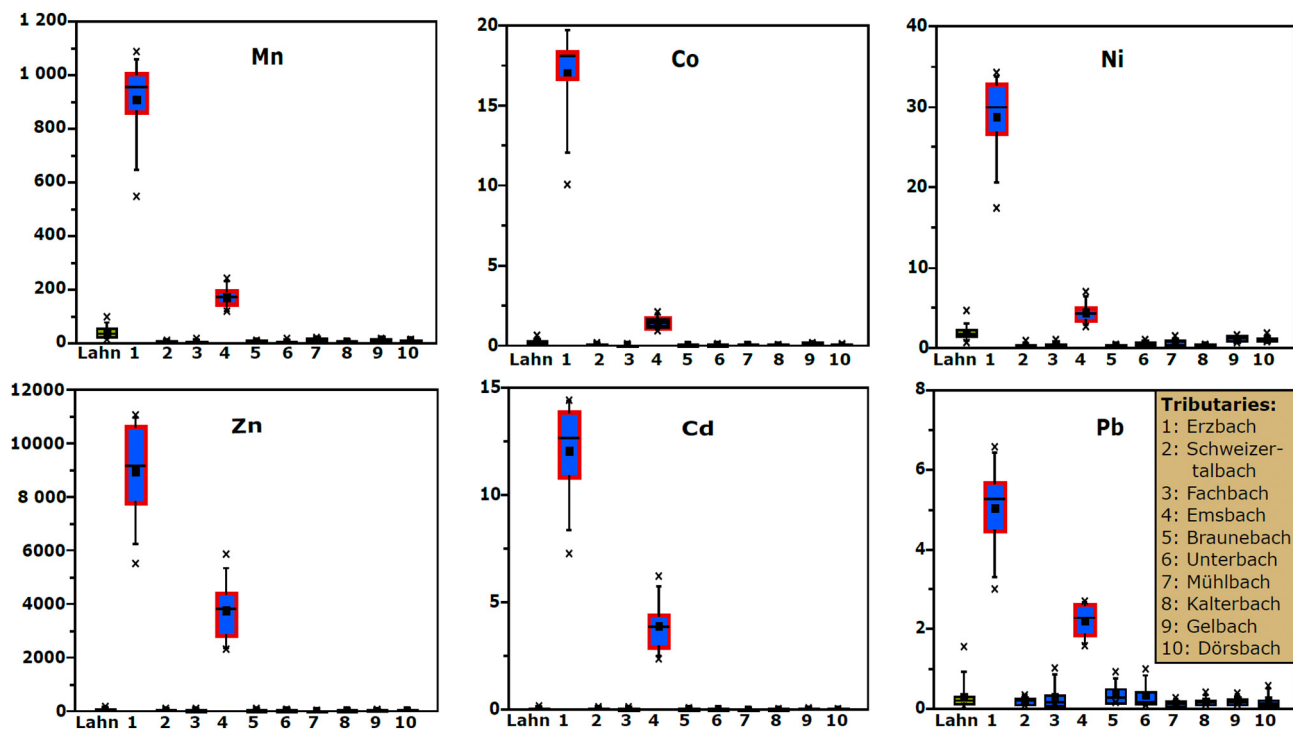 Mn
1 200
1 000
800
600
400
200
0
Lahn 1 2 3 4 5 6 7 8 9 10
Co
20
15
10
5
0
Lahn 1 2 3 4 5 6 7 8 9 10
Ni
40
30
20
10
0
Lahn 1 2 3 4 5 6 7 8 9 10
Zn
12000
10000
8 000
6000
4000
2000
0
Lahn 1 2 3 4 5 6 7 8 9 10
Cd
15
10
5
0
Lahn 1 2 3 4 5 6 7 8 9 10
Pb
8
6
4
2
0
Lahn 1 2 3 4 5 6 7 8 9 10
Tributaries:
1: Erzbach
2: Schweizer-
talbach
3: Fachbach
4: Emsbach
5: Braunebach
6: Unterbach
7: Mühlbach
8: Kalterbach
9: Gelbach
10: Dörsbach